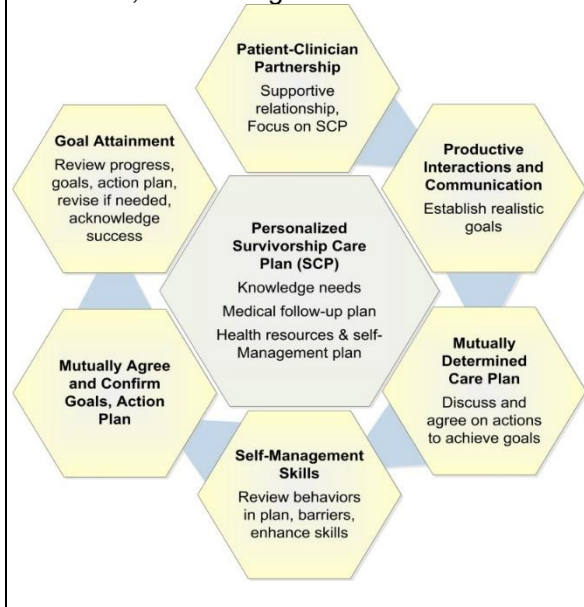 Patient-Clinician
Partnership
Supportive
relationship,
Focus on SCP
Goal Attainment
Review progress,
goals, action plan,
revise if needed,
acknowledge
success
Productive
Interactions and
Communication
Establish realistic
goals
Personalized
Survivorship Care
Plan (SCP)
Knowledge needs
Medical follow-up plan
Health resources & self-
Management plan
Mutually Agree
and Confirm
Goals, Action
Plan
Mutually
Determined
Care Plan
Discuss and
agree on actions
to achieve goals
Self-Management
Skills
Review behaviors
in plan, barriers,
enhance skills